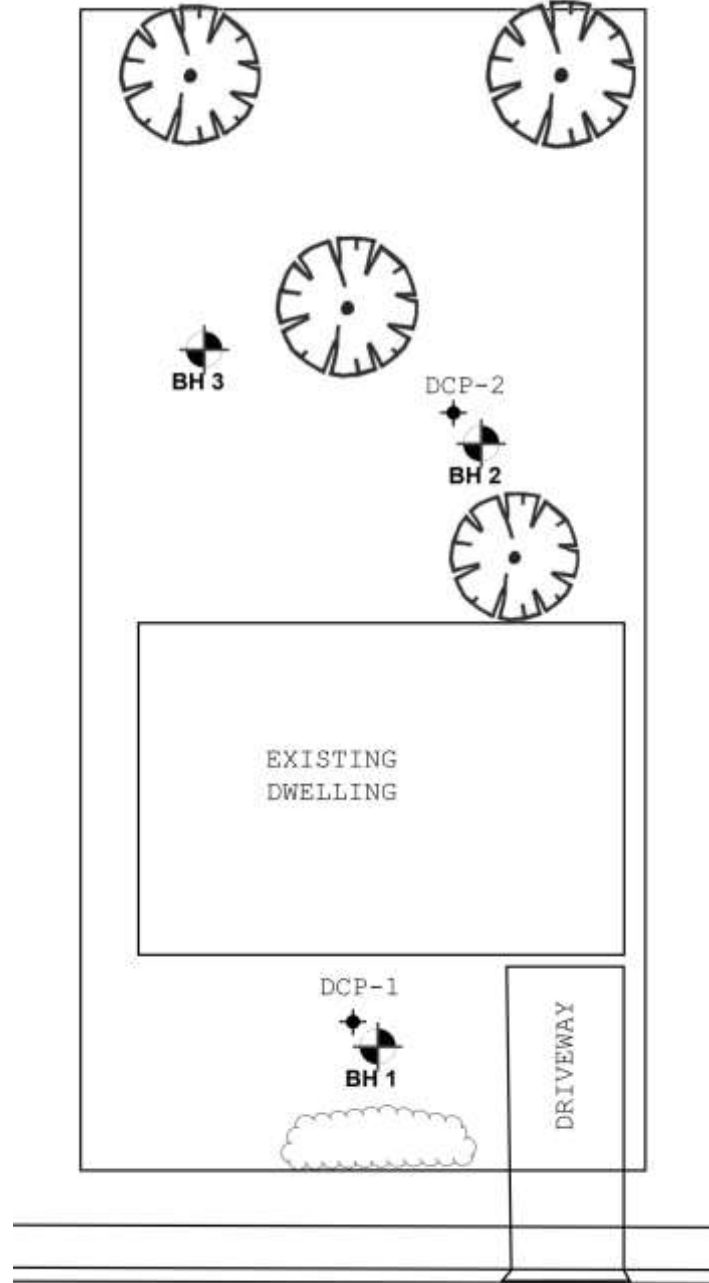 DCP-2
BH 3
BH 2
EXISTING
DWELLING
DCP-1
BH 1
DRIVEWAY